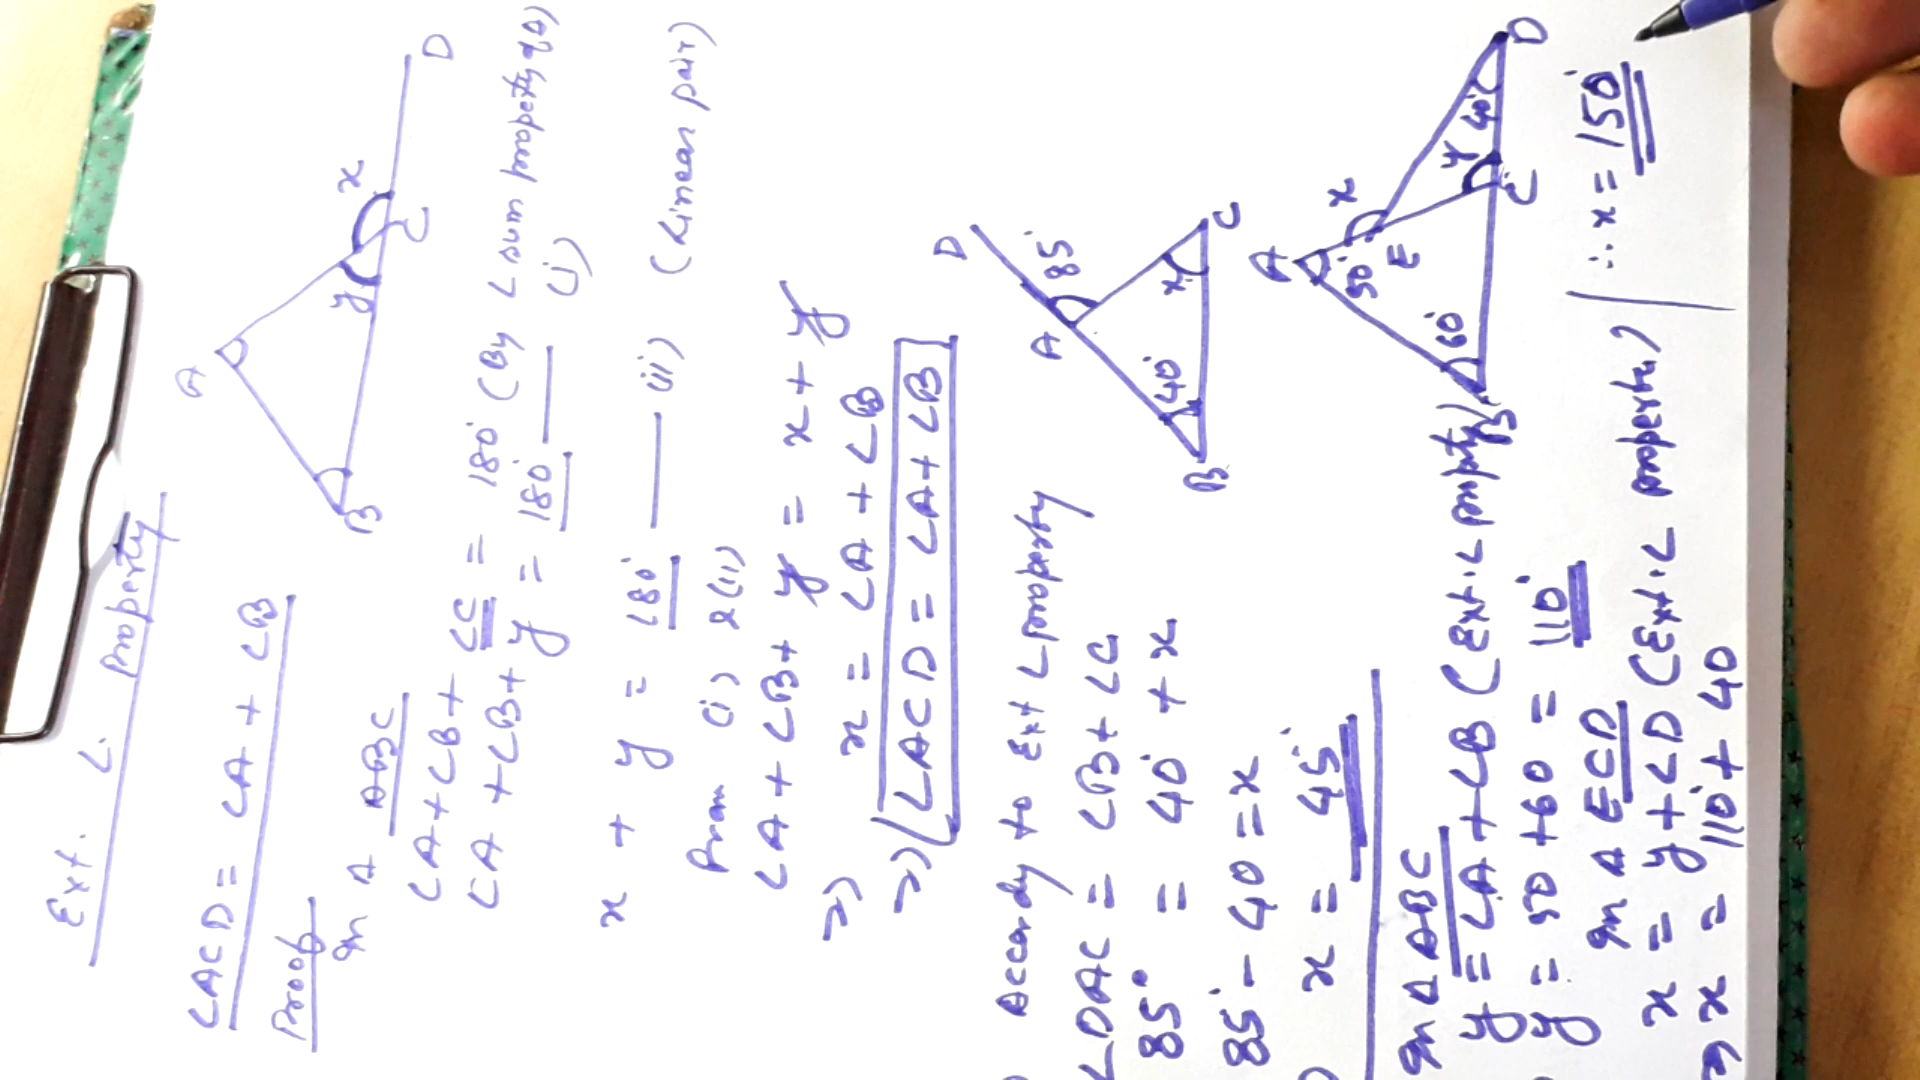 Ext. ∠ Property
∠ACD = ∠A + ∠B
Proof
A
B
C
D
y
x
In Δ ABC
∠A + ∠B + ∠C = 180° (By ∠ sum property of Δ)
∠A + ∠B + y = 180° — (i)
x + y = 180° — (ii) (Linear pair)
From (i) & (ii)
∠A + ∠B + y = x + y
=> x = ∠A + ∠B
=> ∠ACD = ∠A + ∠B
D
A
85°
B
40°
x
C
Accordy to Ext ∠ property
∠DAC = ∠B + ∠C
85° = 40° + x
85° - 40 = x
x = 45°
A
50°
x
E
B
60°
y
C
40°
D
In Δ ABC
y = ∠A + ∠B (Ext. ∠ propty)
y = 50 + 60 = 110°
In Δ ECD
x = y + ∠D (Ext. ∠ property)
=> x = 110° + 40
∴ x = 150°